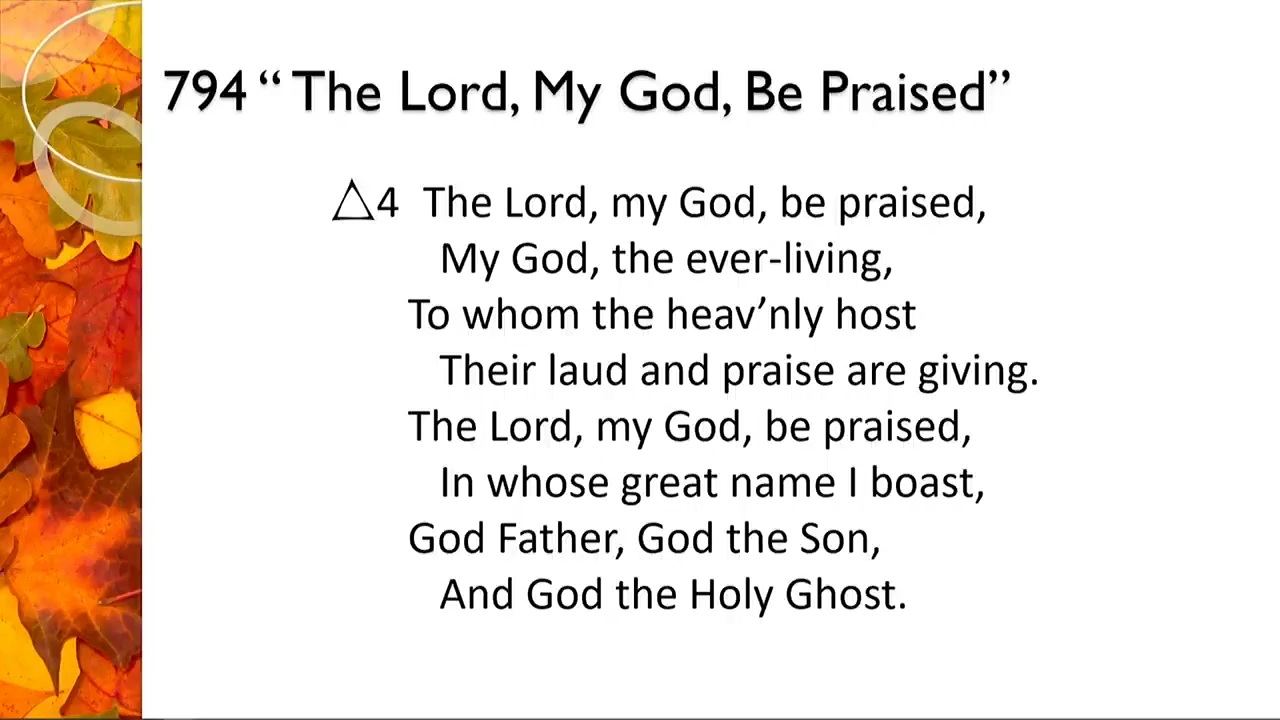 794 “ The Lord, My God, Be Praised”
△4 The Lord, my God, be praised,
My God, the ever-living,
To whom the heav’nly host
Their laud and praise are giving.
The Lord, my God, be praised,
In whose great name I boast,
God Father, God the Son,
And God the Holy Ghost.